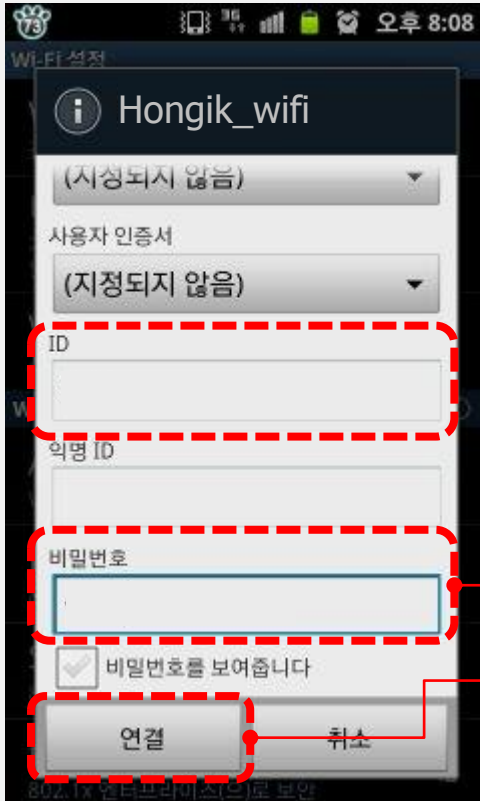 73 3G 오후 8:08
Wi-Fi 설정
Hongik_wifi
(지정되지 않음)
사용자 인증서
(지정되지 않음)
ID
익명 ID
비밀번호
비밀번호를 보여줍니다
연결 취소
802.1x 엔터프라이즈(으)로 보안